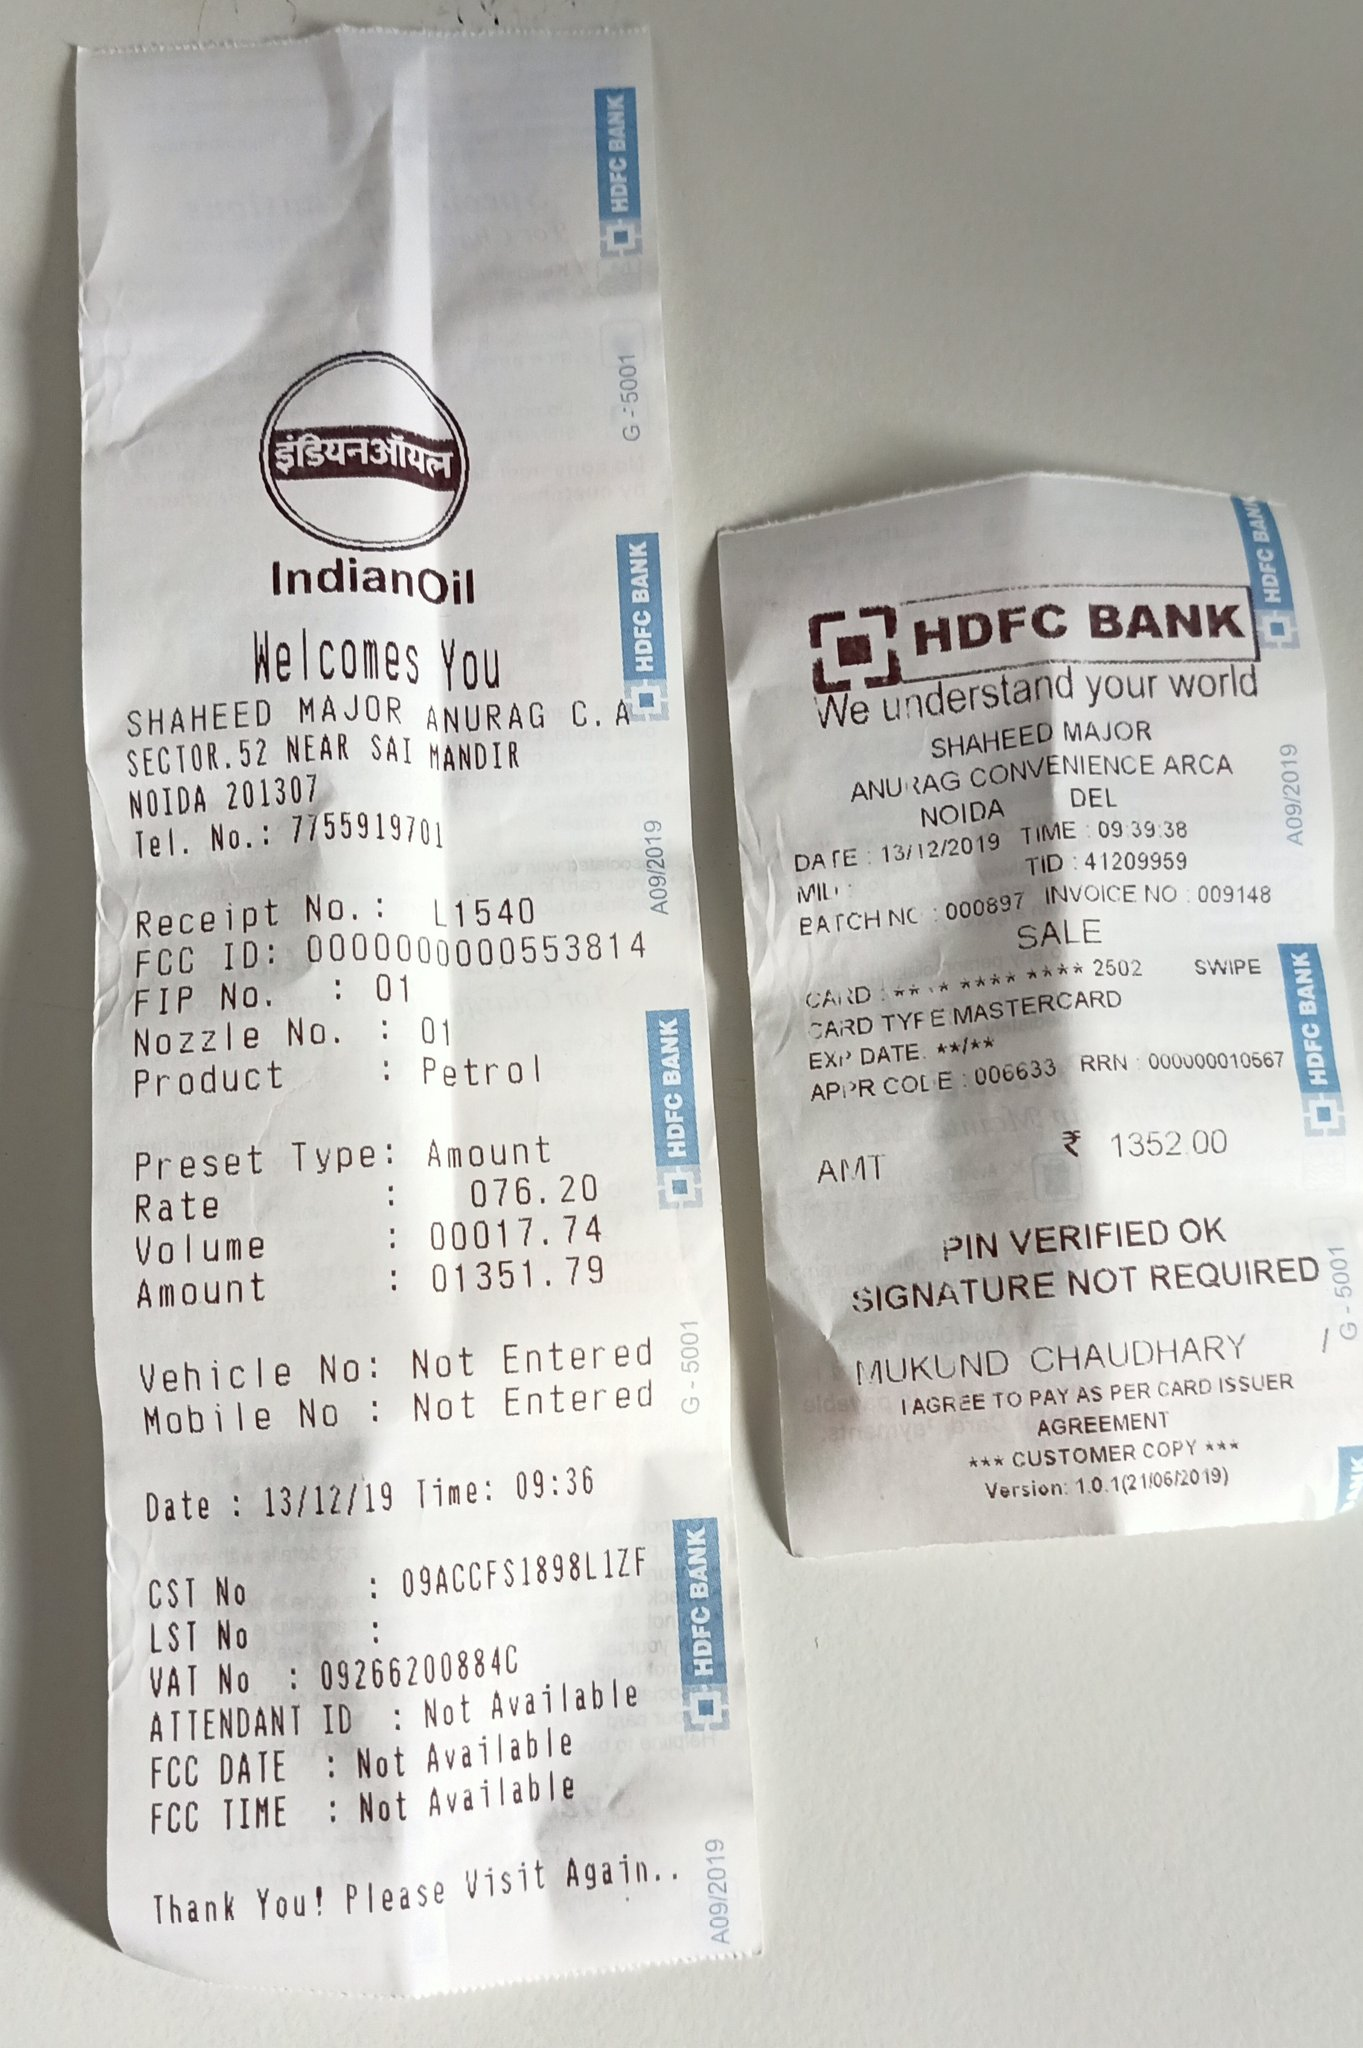 इंडियनऑयल
IndianOil
Welcomes You
SHAHEED MAJOR ANURAG C.A
SECTOR.52 NEAR SAI MANDIR
NOIDA 201307
Tel. No.: 7755919701
Receipt No.: L1540
FCC ID: 0000000000553814
FIP No. : 01
Nozzle No. : 01
Product : Petrol
Preset Type: Amount
Rate : 076.20
Volume : 00017.74
Amount : 01351.79
Vehicle No: Not Entered
Mobile No : Not Entered
Date : 13/12/19 Time: 09:36
CST No : 09ACCFS1898L1ZF
LST No :
VAT No : 09266200884C
ATTENDANT ID : Not Available
FCC DATE : Not Available
FCC TIME : Not Available
Thank You! Please Visit Again..
HDFC BANK
G - 5001
HDFC BANK
A09/2019
HDFC BANK
G - 5001
HDFC BANK
A09/2019
HDFC BANK
We understand your world
SHAHEED MAJOR
ANURAG CONVENIENCE ARCA
NOIDA DEL
DATE : 13/12/2019 TIME : 09:39:38
MID : TID : 41209959
BATCH NO : 000897 INVOICE NO : 009148
SALE
CARD : **** **** **** 2502 SWIPE
CARD TYPE MASTERCARD
EXP DATE **/**
APPR CODE : 006633 RRN : 000000010567
AMT ₹ 1352.00
PIN VERIFIED OK
SIGNATURE NOT REQUIRED
MUKUND CHAUDHARY /
I AGREE TO PAY AS PER CARD ISSUER
AGREEMENT
*** CUSTOMER COPY ***
Version: 1.0.1(21/06/2019)
HDFC BANK
A09/2019
HDFC BANK
G - 5001
ANK